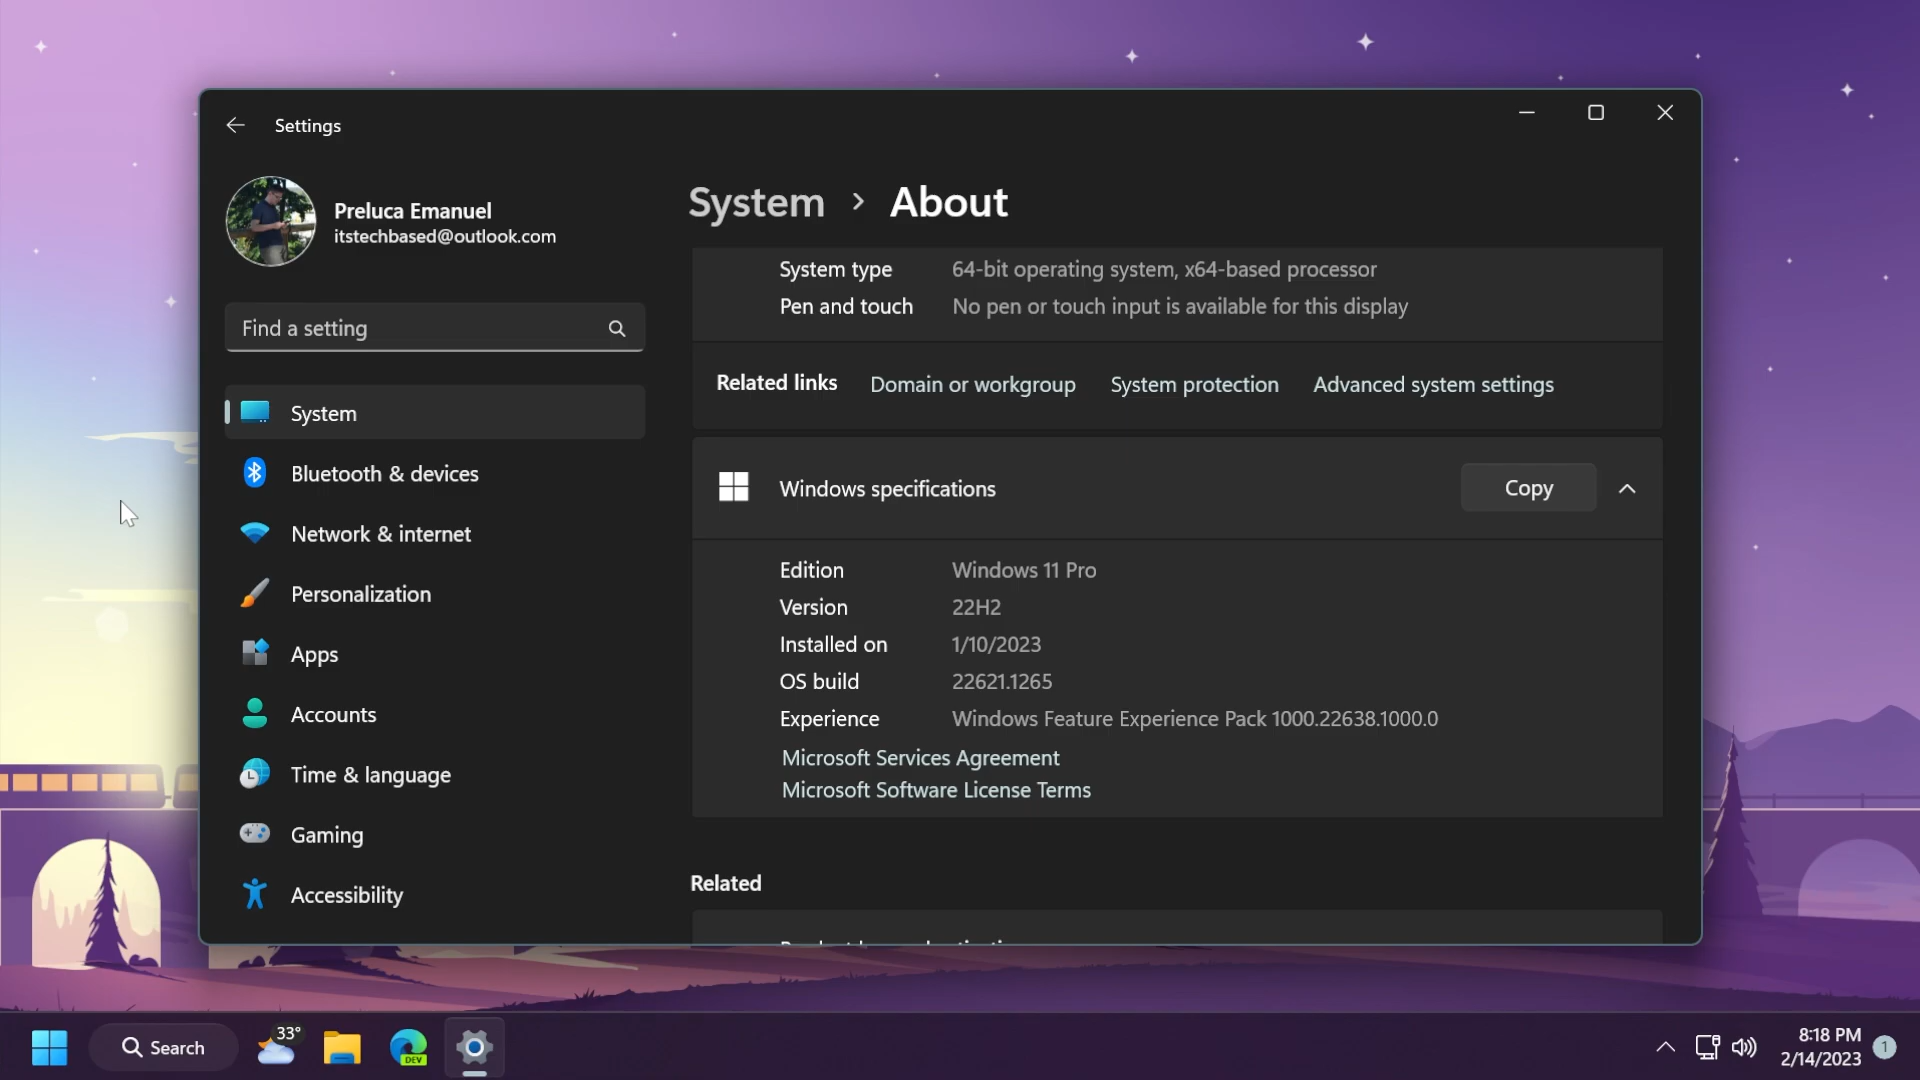 Settings
Preluca Emanuel
itstechbased@outlook.com
Find a setting
System
Bluetooth & devices
Network & internet
Personalization
Apps
Accounts
Time & language
Gaming
Accessibility
System > About
System type 64-bit operating system, x64-based processor
Pen and touch No pen or touch input is available for this display
Related links Domain or workgroup System protection Advanced system settings
Windows specifications Copy
Edition Windows 11 Pro
Version 22H2
Installed on 1/10/2023
OS build 22621.1265
Experience Windows Feature Experience Pack 1000.22638.1000.0
Microsoft Services Agreement
Microsoft Software License Terms
Related
Search
33°
DEV
8:18 PM
2/14/2023
1